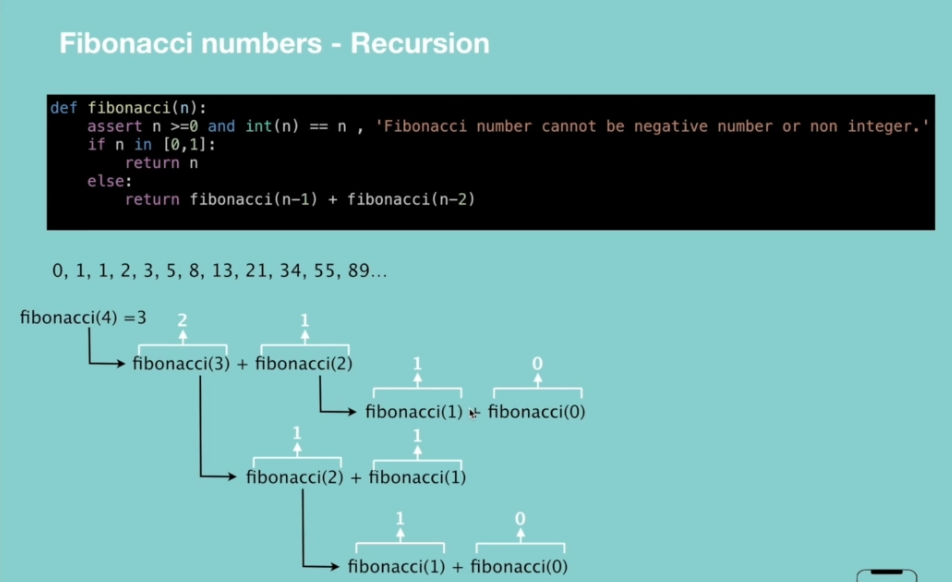 Fibonacci numbers - Recursion
def fibonacci(n):
    assert n >=0 and int(n) == n , 'Fibonacci number cannot be negative number or non integer.'
    if n in [0,1]:
        return n
    else:
        return fibonacci(n-1) + fibonacci(n-2)
0, 1, 1, 2, 3, 5, 8, 13, 21, 34, 55, 89...
fibonacci(4) =3
2 1
fibonacci(3) + fibonacci(2)
1 0
fibonacci(1) + fibonacci(0)
1 1
fibonacci(2) + fibonacci(1)
1 0
fibonacci(1) + fibonacci(0)